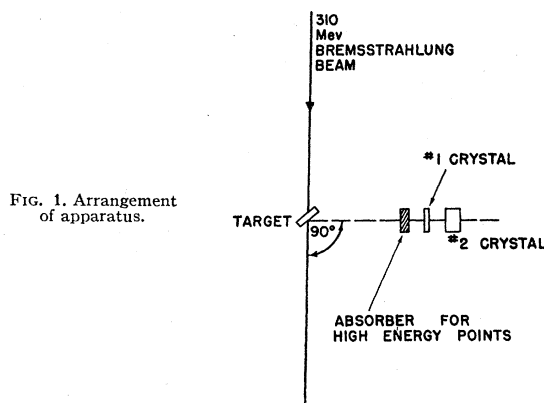 310
Mev
BREMSSTRAHLUNG
BEAM
#1 CRYSTAL
FIG. 1. Arrangement
of apparatus.
TARGET
90°
#2 CRYSTAL
ABSORBER FOR
HIGH ENERGY POINTS